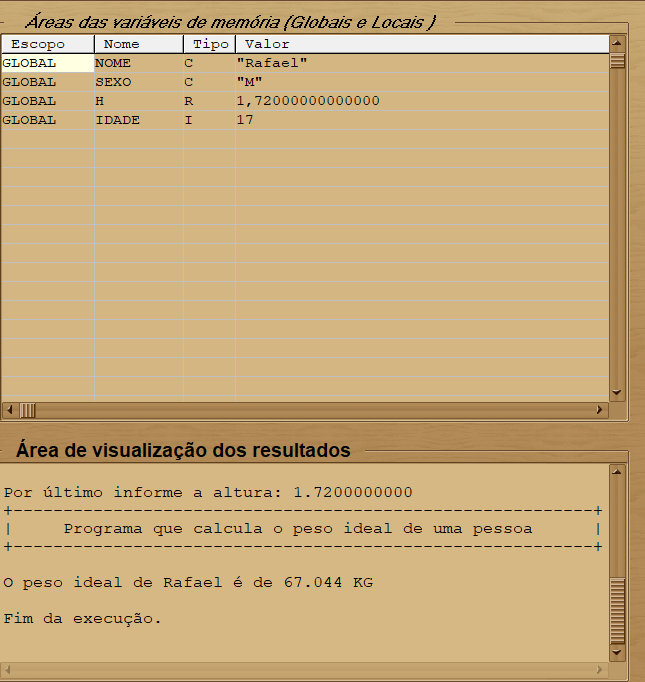 Áreas das variáveis de memória (Globais e Locais )
Escopo Nome Tipo Valor
GLOBAL NOME C "Rafael"
GLOBAL SEXO C "M"
GLOBAL H R 1,72000000000000
GLOBAL IDADE I 17
Área de visualização dos resultados
Por último informe a altura: 1.7200000000
+----------------------------------------------------------+
| Programa que calcula o peso ideal de uma pessoa |
+----------------------------------------------------------+
O peso ideal de Rafael é de 67.044 KG
Fim da execução.